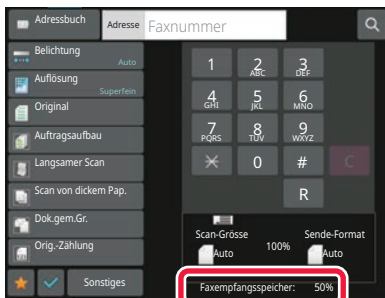 Adressbuch
Adresse Faxnummer
Belichtung
Auto
Auflösung
Superfein
Original
Auftragsaufbau
Langsamer Scan
Scan von dickem Pap.
Dok.gem.Gr.
Orig.-Zählung
Sonstiges
1 2 3
ABC DEF
4 5 6
GHI JKL MNO
7 8 9
PQRS TUV WXYZ
0 # C
R
Scan-Grösse Sende-Format
Auto 100% Auto
Faxempfangsspeicher: 50%